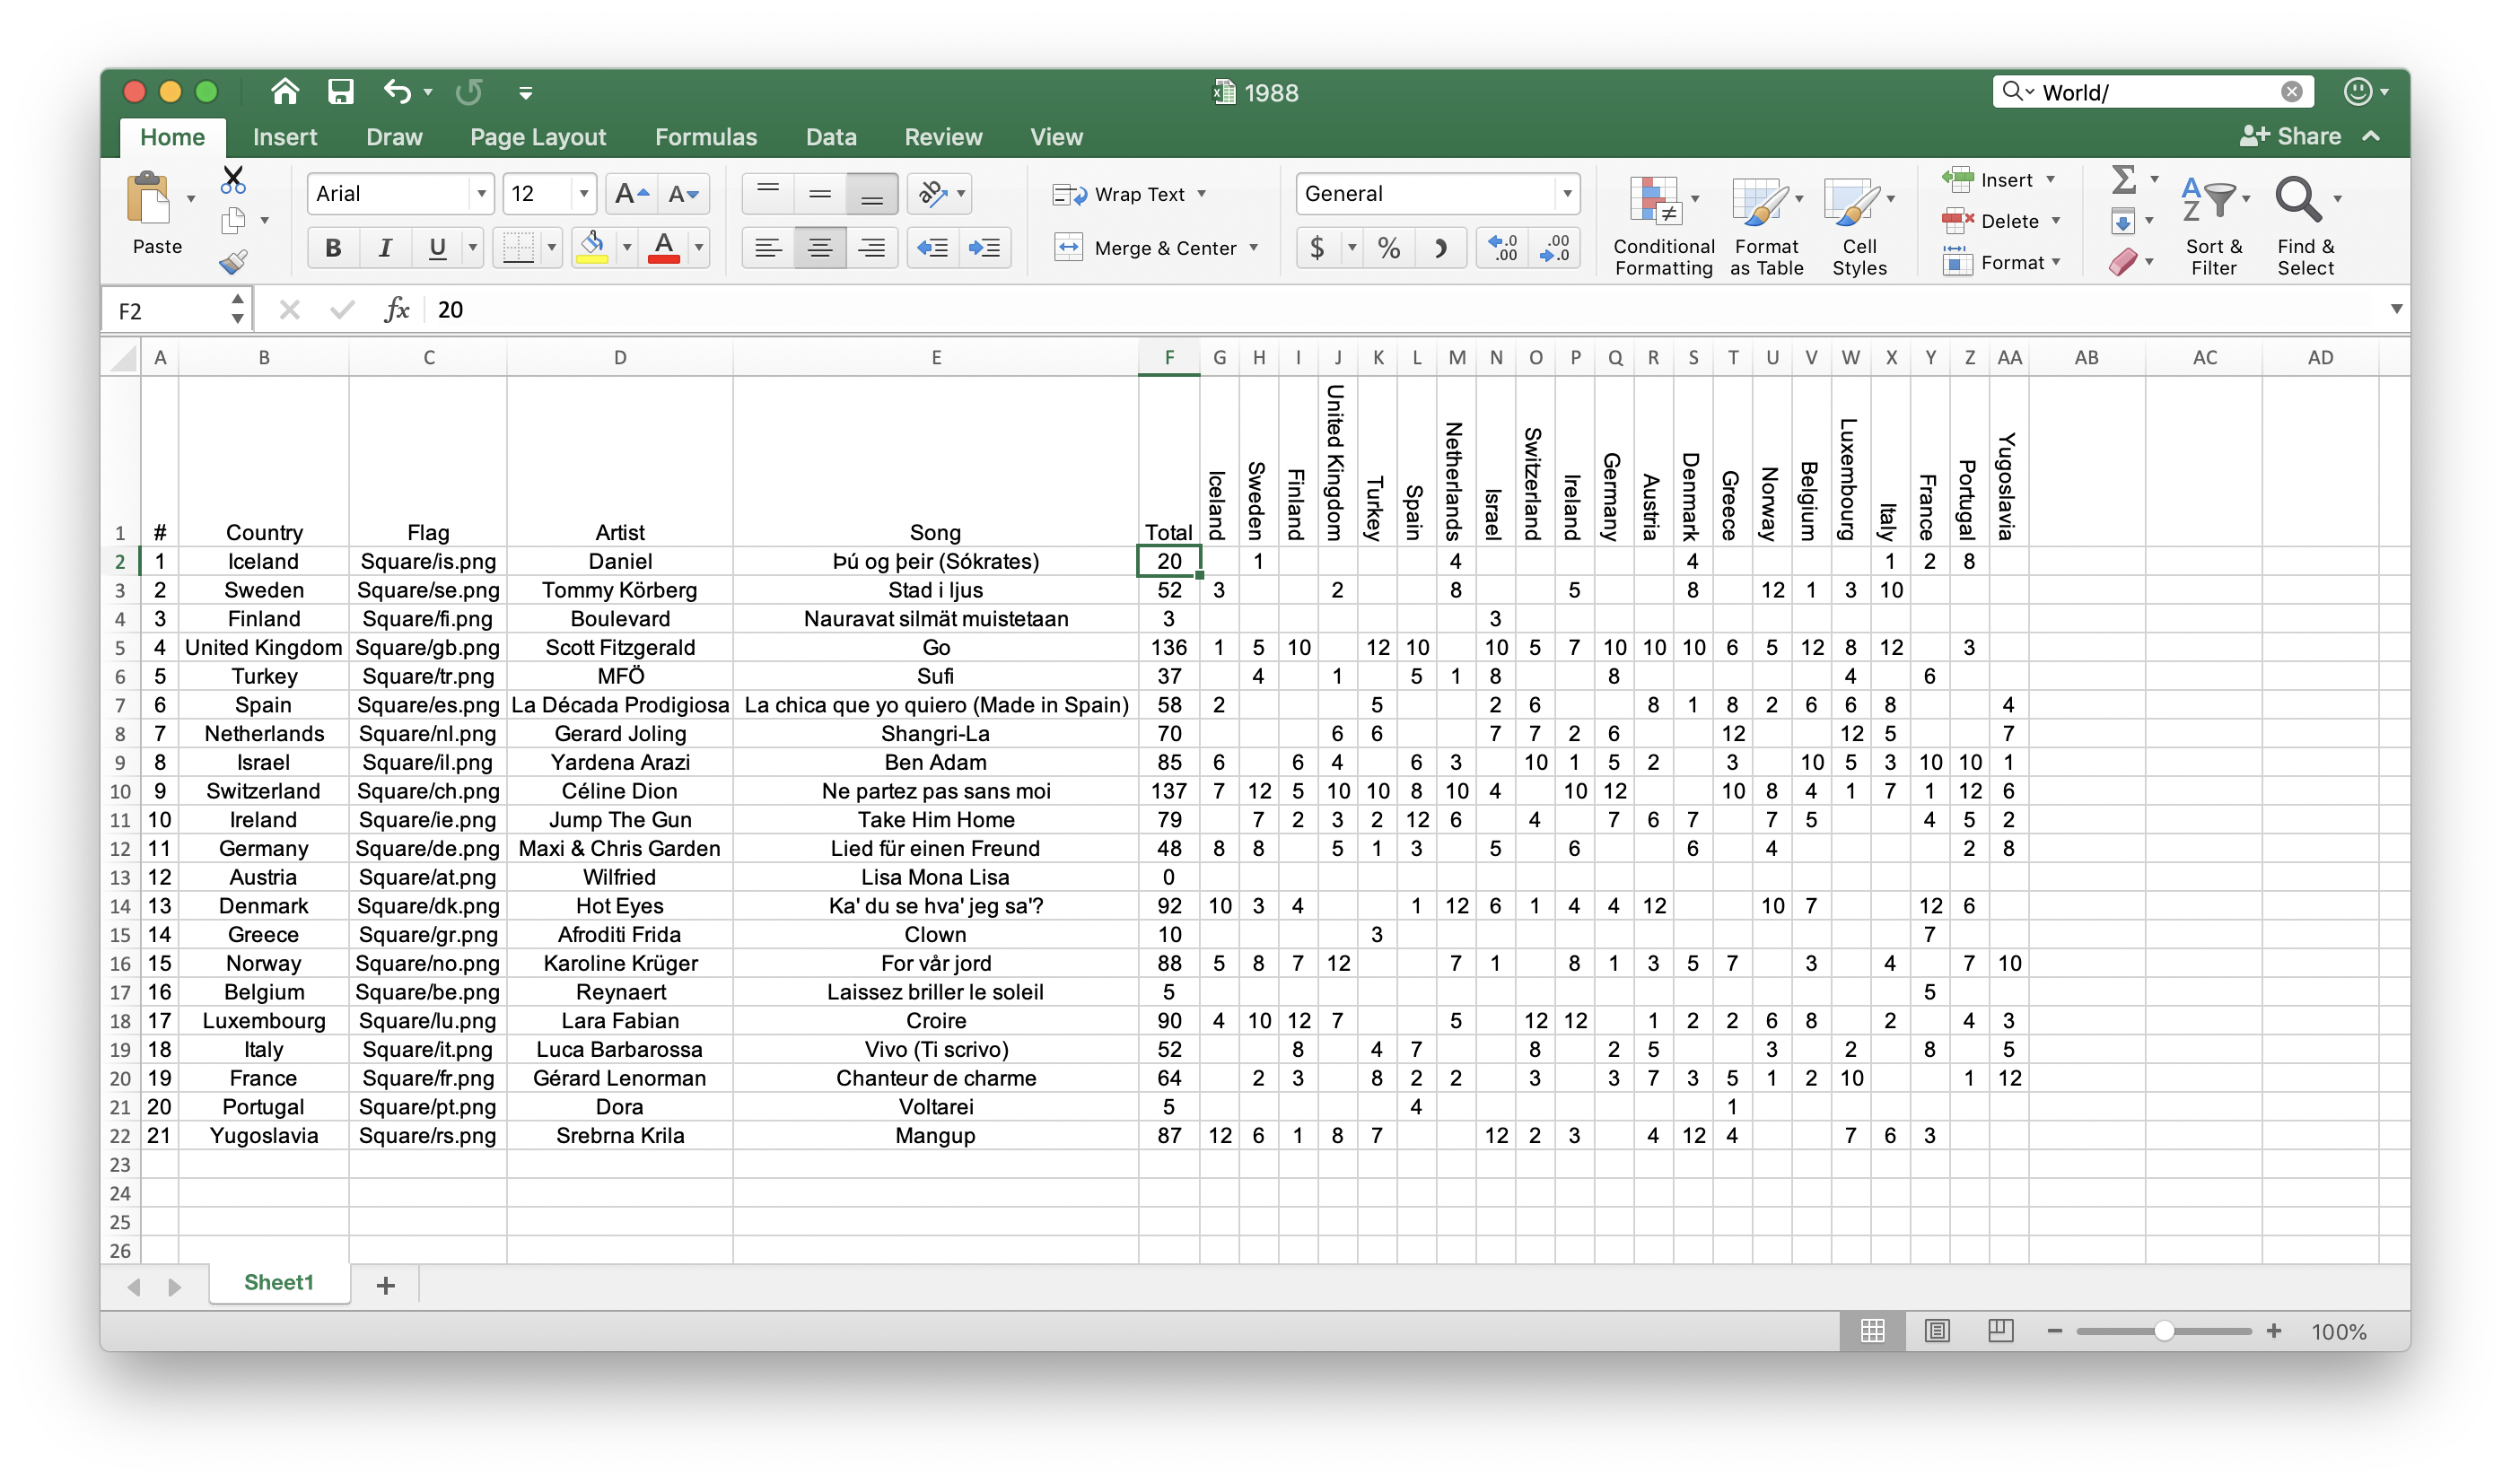 1988
World/
Home Insert Draw Page Layout Formulas Data Review View Share
Paste
Arial 12 A A
B I U A
ab Wrap Text
Merge & Center
General
$ % .0 .00 .00 .0
Conditional Formatting
Format as Table
Cell Styles
Insert
Delete
Format
Sort & Filter
Find & Select
F2 fx 20
A B C D E F G H I J K L M N O P Q R S T U V W X Y Z AA AB AC AD
1 # Country Flag Artist Song Total Iceland Sweden Finland United Kingdom Turkey Spain Netherlands Israel Switzerland Ireland Germany Austria Denmark Greece Norway Belgium Luxembourg Italy France Portugal Yugoslavia
2 1 Iceland Square/is.png Daniel Þú og þeir (Sókrates) 20 1 4 4 1 2 8
3 2 Sweden Square/se.png Tommy Körberg Stad i ljus 52 3 2 8 5 8 12 1 3 10
4 3 Finland Square/fi.png Boulevard Nauravat silmät muistetaan 3 3
5 4 United Kingdom Square/gb.png Scott Fitzgerald Go 136 1 5 10 12 10 10 5 7 10 10 10 6 5 12 8 12 3
6 5 Turkey Square/tr.png MFÖ Sufi 37 4 1 5 1 8 8 4 6
7 6 Spain Square/es.png La Década Prodigiosa La chica que yo quiero (Made in Spain) 58 2 5 2 6 8 1 8 2 6 6 8 4
8 7 Netherlands Square/nl.png Gerard Joling Shangri-La 70 6 6 7 7 2 6 12 12 5 7
9 8 Israel Square/il.png Yardena Arazi Ben Adam 85 6 6 4 6 3 10 1 5 2 3 10 5 3 10 10 1
10 9 Switzerland Square/ch.png Céline Dion Ne partez pas sans moi 137 7 12 5 10 10 8 10 4 10 12 10 8 4 1 7 1 12 6
11 10 Ireland Square/ie.png Jump The Gun Take Him Home 79 7 2 3 2 12 6 4 7 6 7 7 5 4 5 2
12 11 Germany Square/de.png Maxi & Chris Garden Lied für einen Freund 48 8 8 5 1 3 5 6 6 4 2 8
13 12 Austria Square/at.png Wilfried Lisa Mona Lisa 0
14 13 Denmark Square/dk.png Hot Eyes Ka' du se hva' jeg sa'? 92 10 3 4 1 12 6 1 4 4 12 10 7 12 6
15 14 Greece Square/gr.png Afroditi Frida Clown 10 3 7
16 15 Norway Square/no.png Karoline Krüger For vår jord 88 5 8 7 12 7 1 8 1 3 5 7 3 4 7 10
17 16 Belgium Square/be.png Reynaert Laissez briller le soleil 5 5
18 17 Luxembourg Square/lu.png Lara Fabian Croire 90 4 10 12 7 5 12 12 1 2 2 6 8 2 4 3
19 18 Italy Square/it.png Luca Barbarossa Vivo (Ti scrivo) 52 8 4 7 8 2 5 3 2 8 5
20 19 France Square/fr.png Gérard Lenorman Chanteur de charme 64 2 3 8 2 2 3 3 7 3 5 1 2 10 1 12
21 20 Portugal Square/pt.png Dora Voltarei 5 4 1
22 21 Yugoslavia Square/rs.png Srebrna Krila Mangup 87 12 6 1 8 7 12 2 3 4 12 4 7 6 3
23
24
25
26
Sheet1
100%